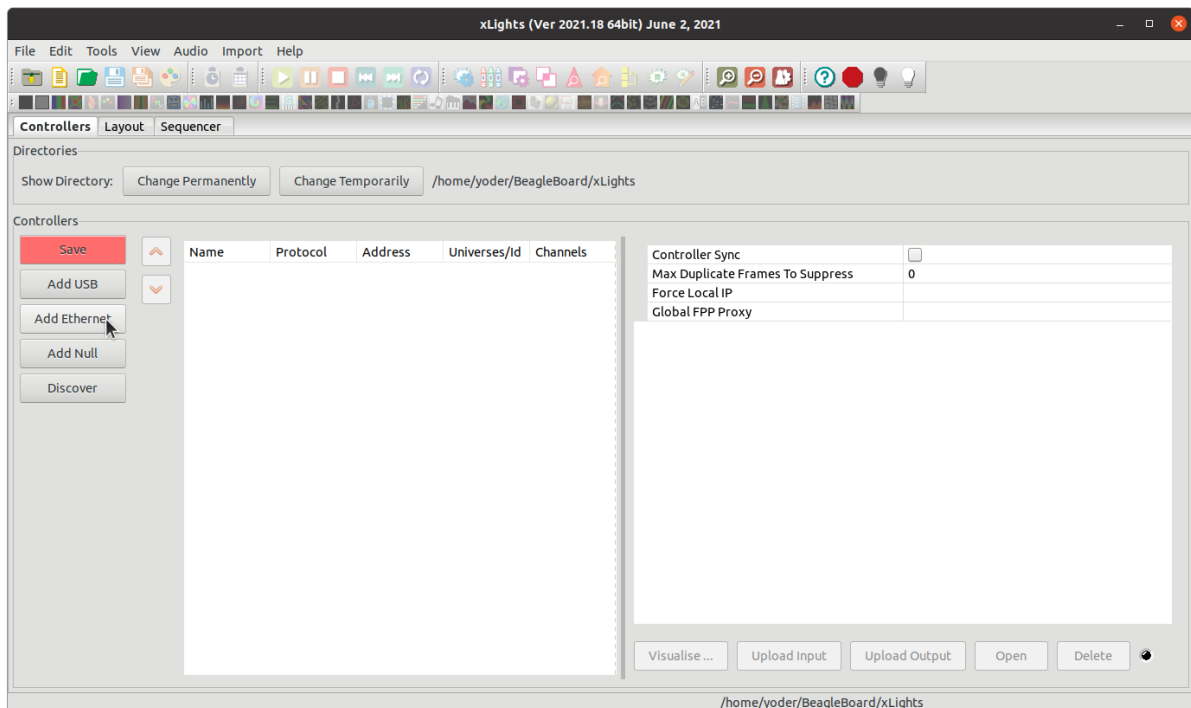 xLights (Ver 2021.18 64bit) June 2, 2021
File Edit Tools View Audio Import Help
Controllers Layout Sequencer
Directories
Show Directory: Change Permanently Change Temporarily /home/yoder/BeagleBoard/xLights
Controllers
Save
Add USB
Add Ethernet
Add Null
Discover
Name Protocol Address Universes/Id Channels
Controller Sync
Max Duplicate Frames To Suppress 0
Force Local IP
Global FPP Proxy
Visualise ... Upload Input Upload Output Open Delete
/home/yoder/BeagleBoard/xLights